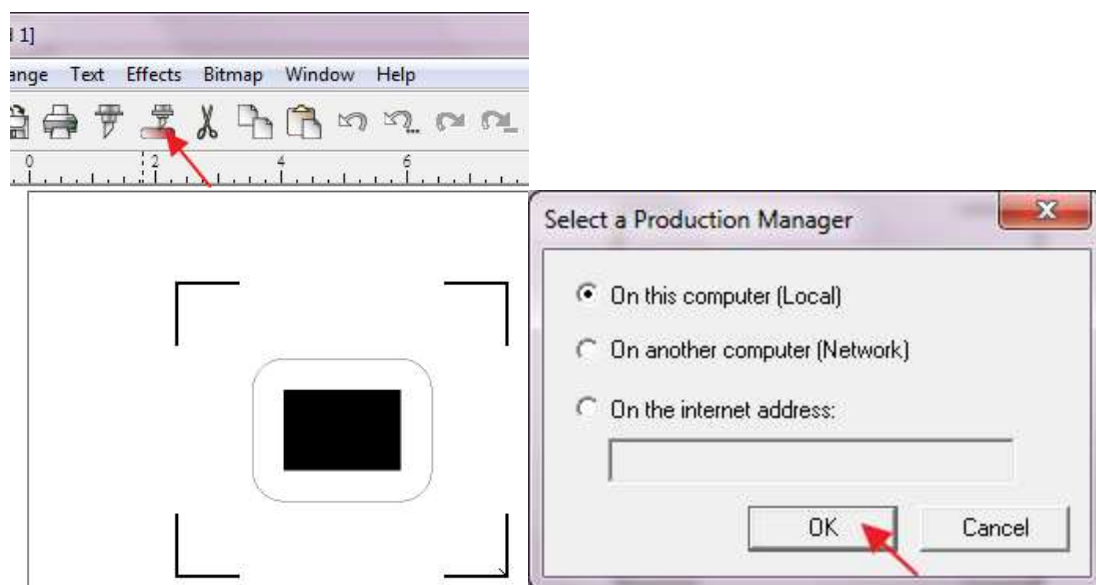 1]
ange Text Effects Bitmap Window Help
0 2 4 6
Select a Production Manager
On this computer (Local)
On another computer (Network)
On the internet address:
OK Cancel